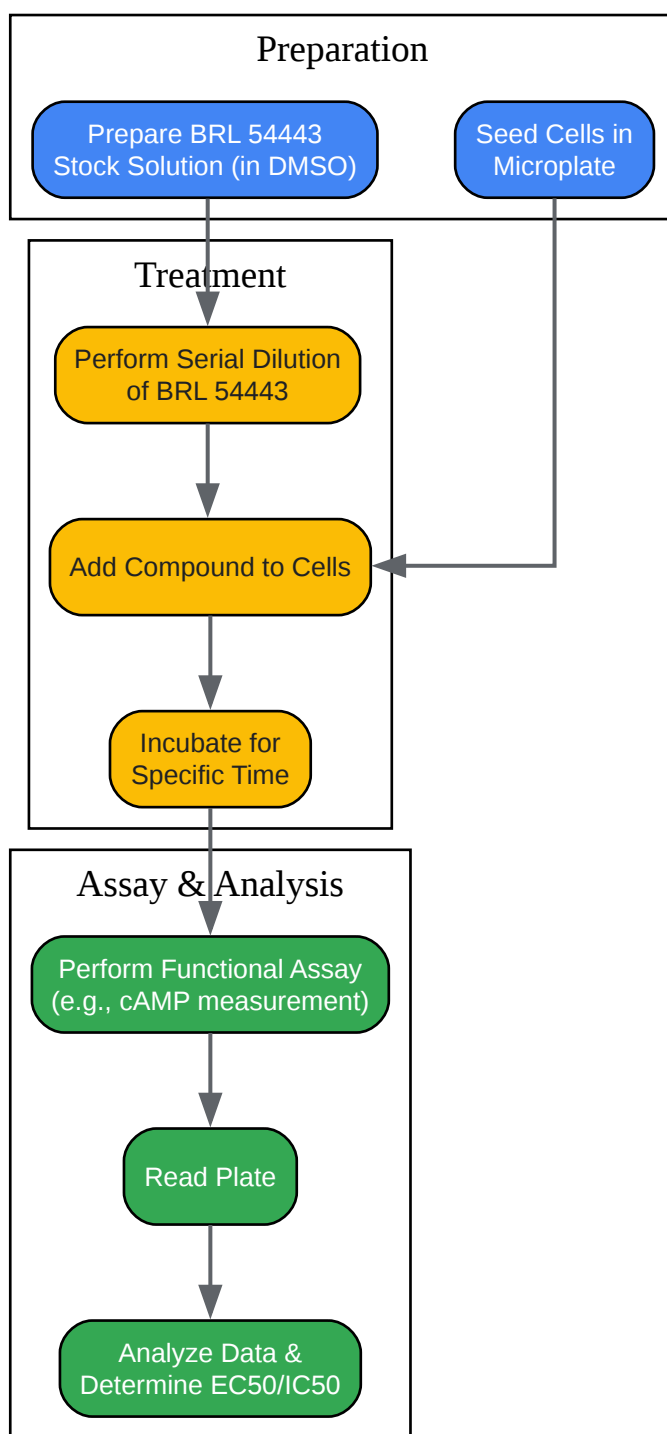 Preparation
Prepare BRL 54443
Stock Solution (in DMSO)
Seed Cells in
Microplate
Treatment
Perform Serial Dilution
of BRL 54443
Add Compound to Cells
Incubate for
Specific Time
Assay & Analysis
Perform Functional Assay
(e.g., cAMP measurement)
Read Plate
Analyze Data &
Determine EC50/IC50